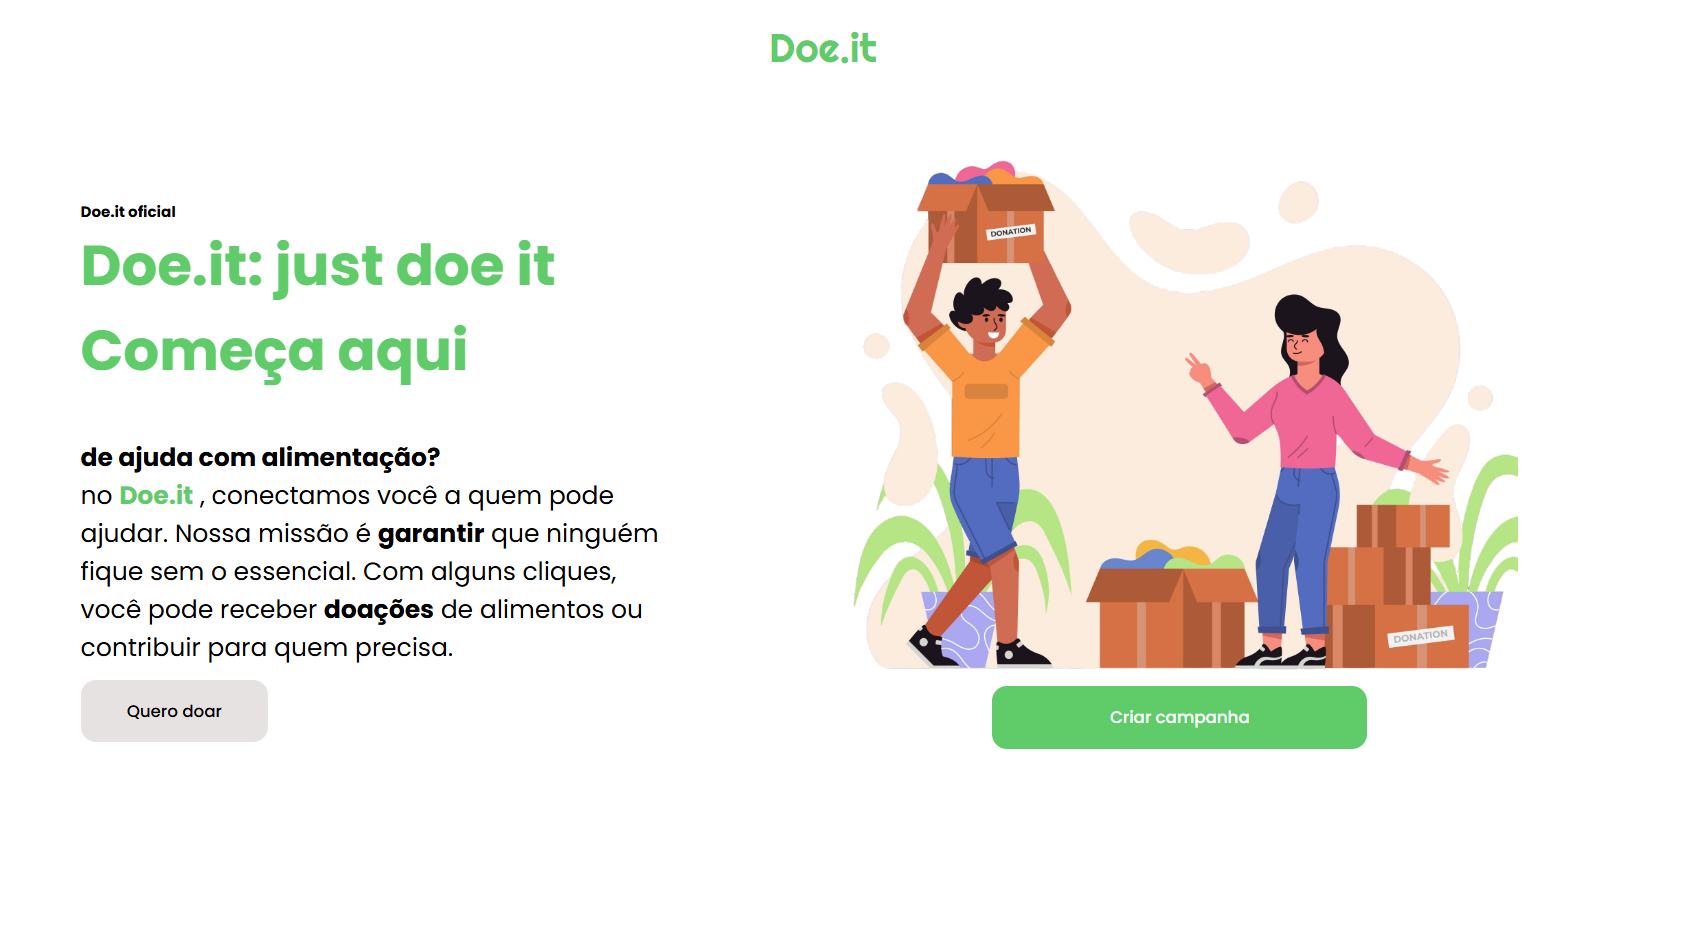 Doe.it
Doe.it oficial
Doe.it: just doe it
Começa aqui
de ajuda com alimentação?
no Doe.it , conectamos você a quem pode
ajudar. Nossa missão é garantir que ninguém
fique sem o essencial. Com alguns cliques,
você pode receber doações de alimentos ou
contribuir para quem precisa.
Quero doar
DONATION
DONATION
Criar campanha